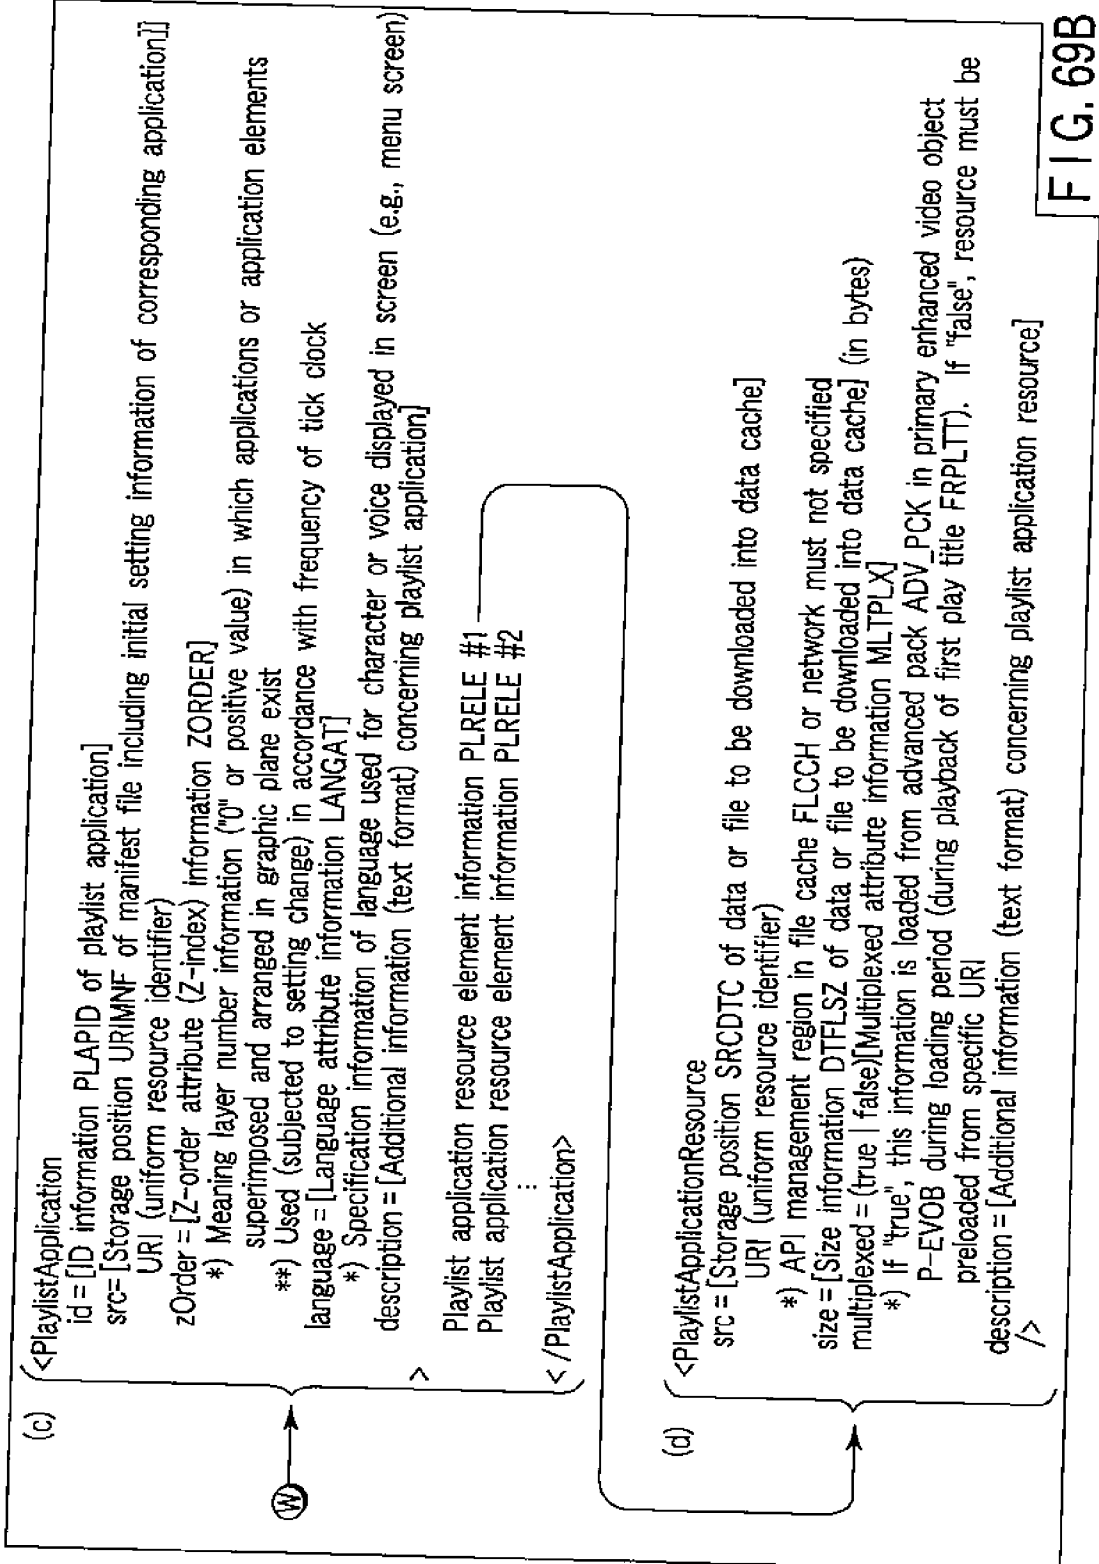 (c)
<PlaylistApplication
id = [ID information PLAPID of playlist application]
src= [Storage position URIMNF of manifest file including initial setting information of corresponding application]]
URI (uniform resource identifier)
zOrder = [Z-order attribute (Z-index) information ZORDER]
*) Meaning layer number information ("0" or positive value) in which applications or application elements
superimposed and arranged in graphic plane exist
**) Used (subjected to setting change) in accordance with frequency of tick clock
language = [Language attribute information LANGAT]
*) Specification information of language used for character or voice displayed in screen (e.g., menu screen)
description = [Additional information (text format) concerning playlist application]
>
Playlist application resource element information PLRELE #1
Playlist application resource element information PLRELE #2
⋮
</PlaylistApplication>
W
(d)
<PlaylistApplicationResource
src = [Storage position SRCDTC of data or file to be downloaded into data cache]
URI (uniform resource identifier)
*) API management region in file cache FLCCH or network must not specified
size = [Size information DTFLSZ of data or file to be downloaded into data cache] (in bytes)
multiplexed = (true | false)[Multiplexed attribute information MLTPLX]
*) If "true", this information is loaded from advanced pack ADV_PCK in primary enhanced video object
P-EVOB during loading period (during playback of first play title FRPLTT). If "false", resource must be
preloaded from specific URI
description = [Additional information (text format) concerning playlist application resource]
/>
FIG. 69B